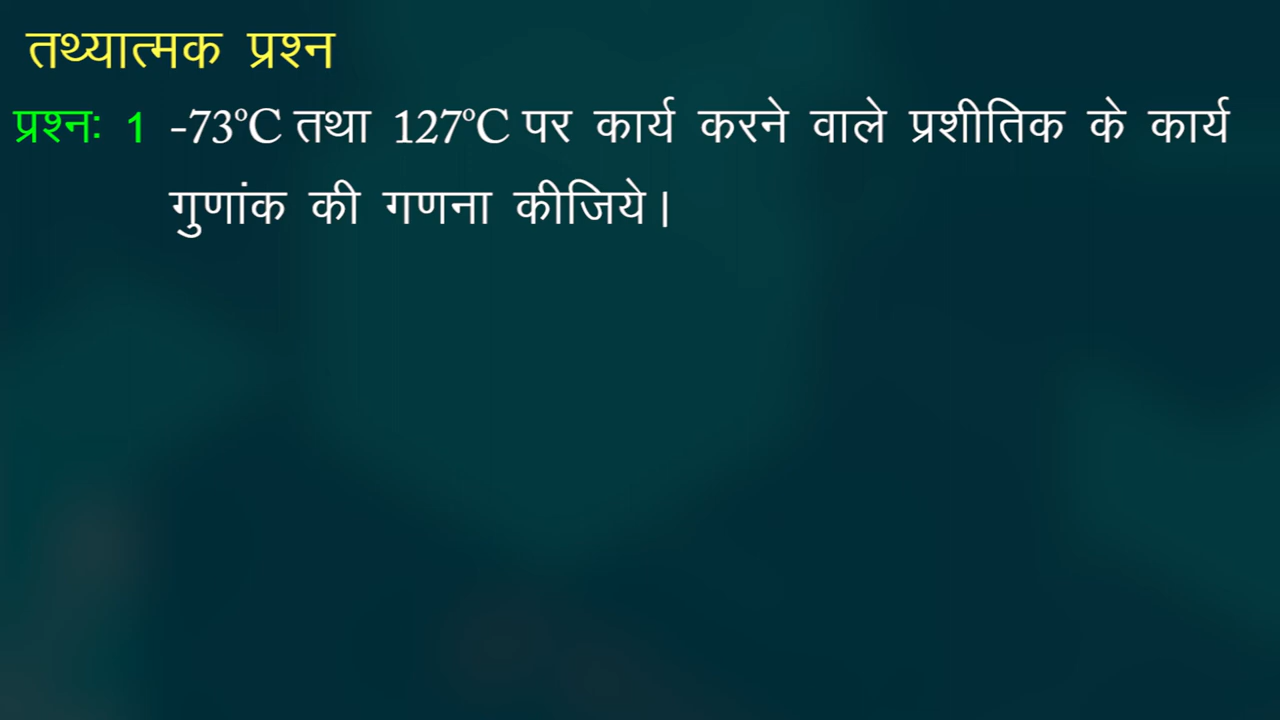 तथ्यात्मक प्रश्न
प्रश्नः 1 -73°C तथा 127°C पर कार्य करने वाले प्रशीतिक के कार्य
गुणांक की गणना कीजिये।